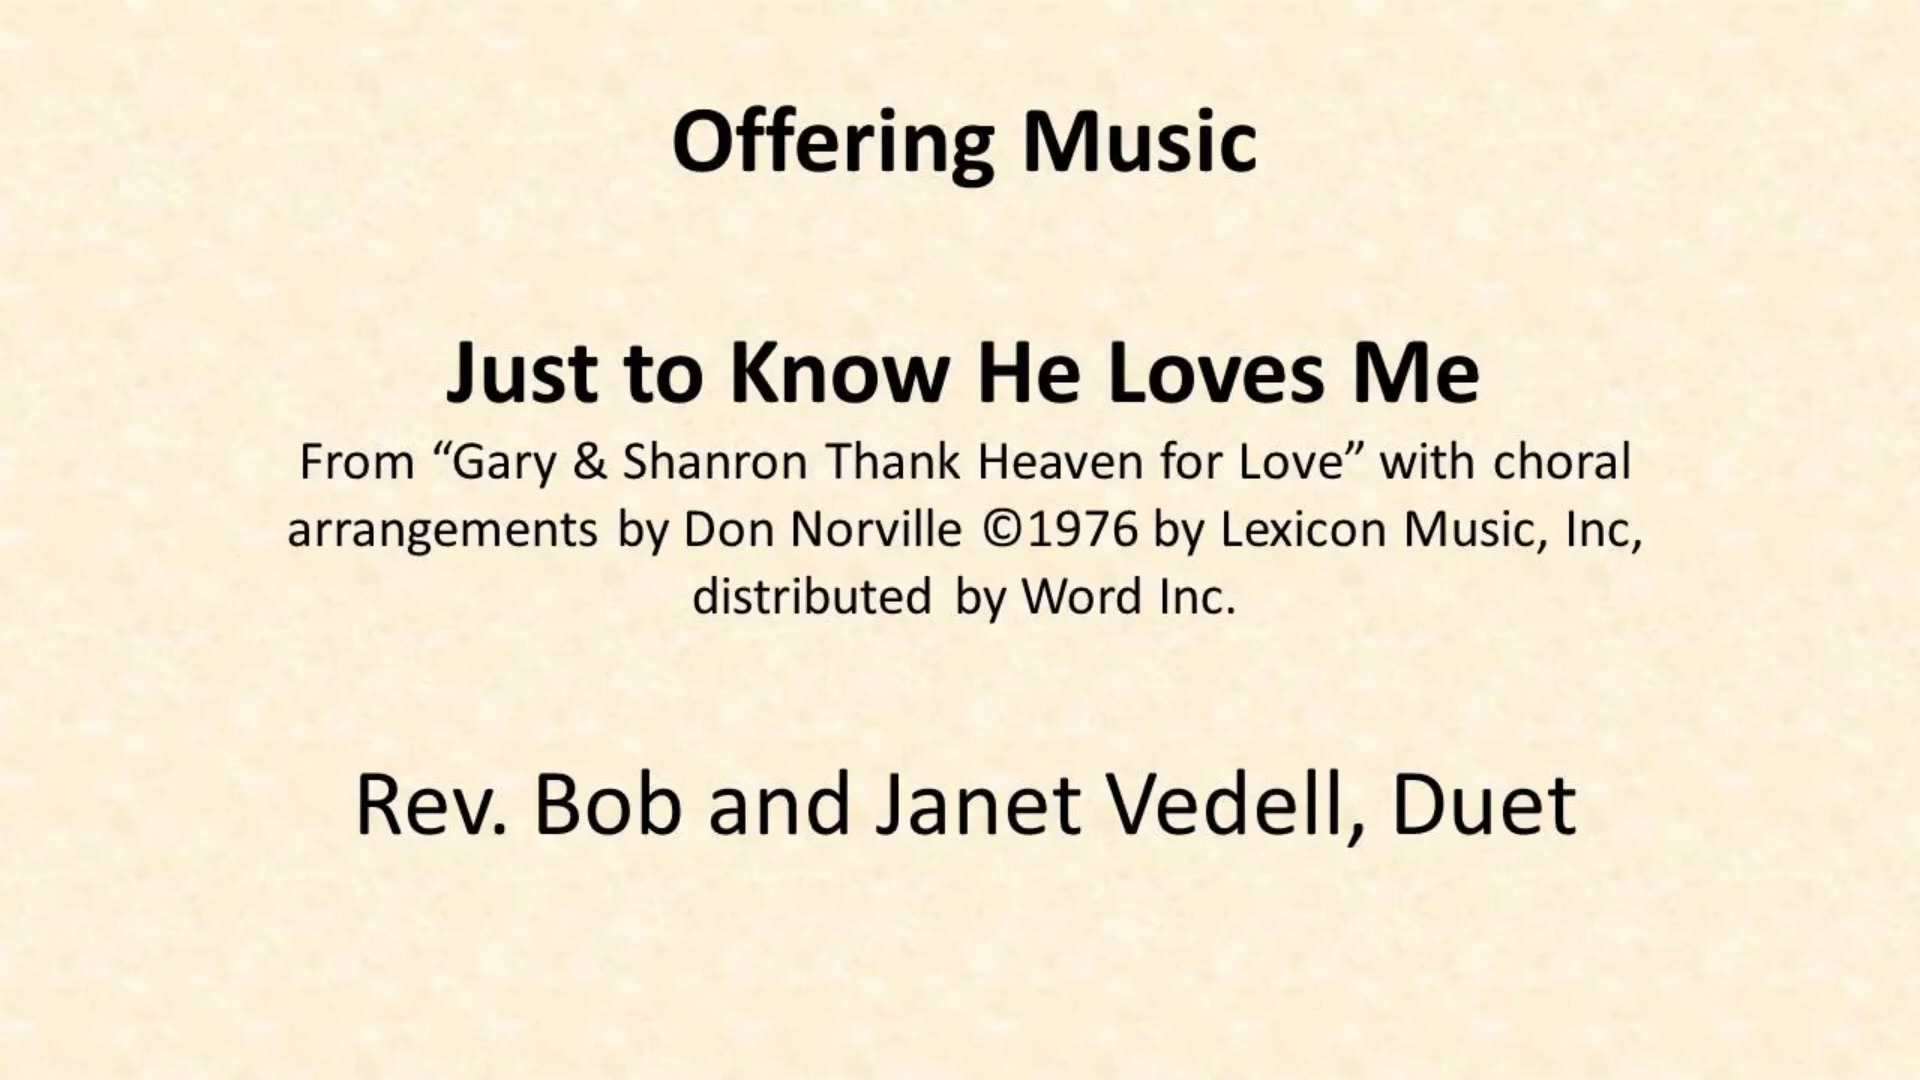 Offering Music
Just to Know He Loves Me
From “Gary & Shanron Thank Heaven for Love” with choral
arrangements by Don Norville ©1976 by Lexicon Music, Inc,
distributed by Word Inc.
Rev. Bob and Janet Vedell, Duet